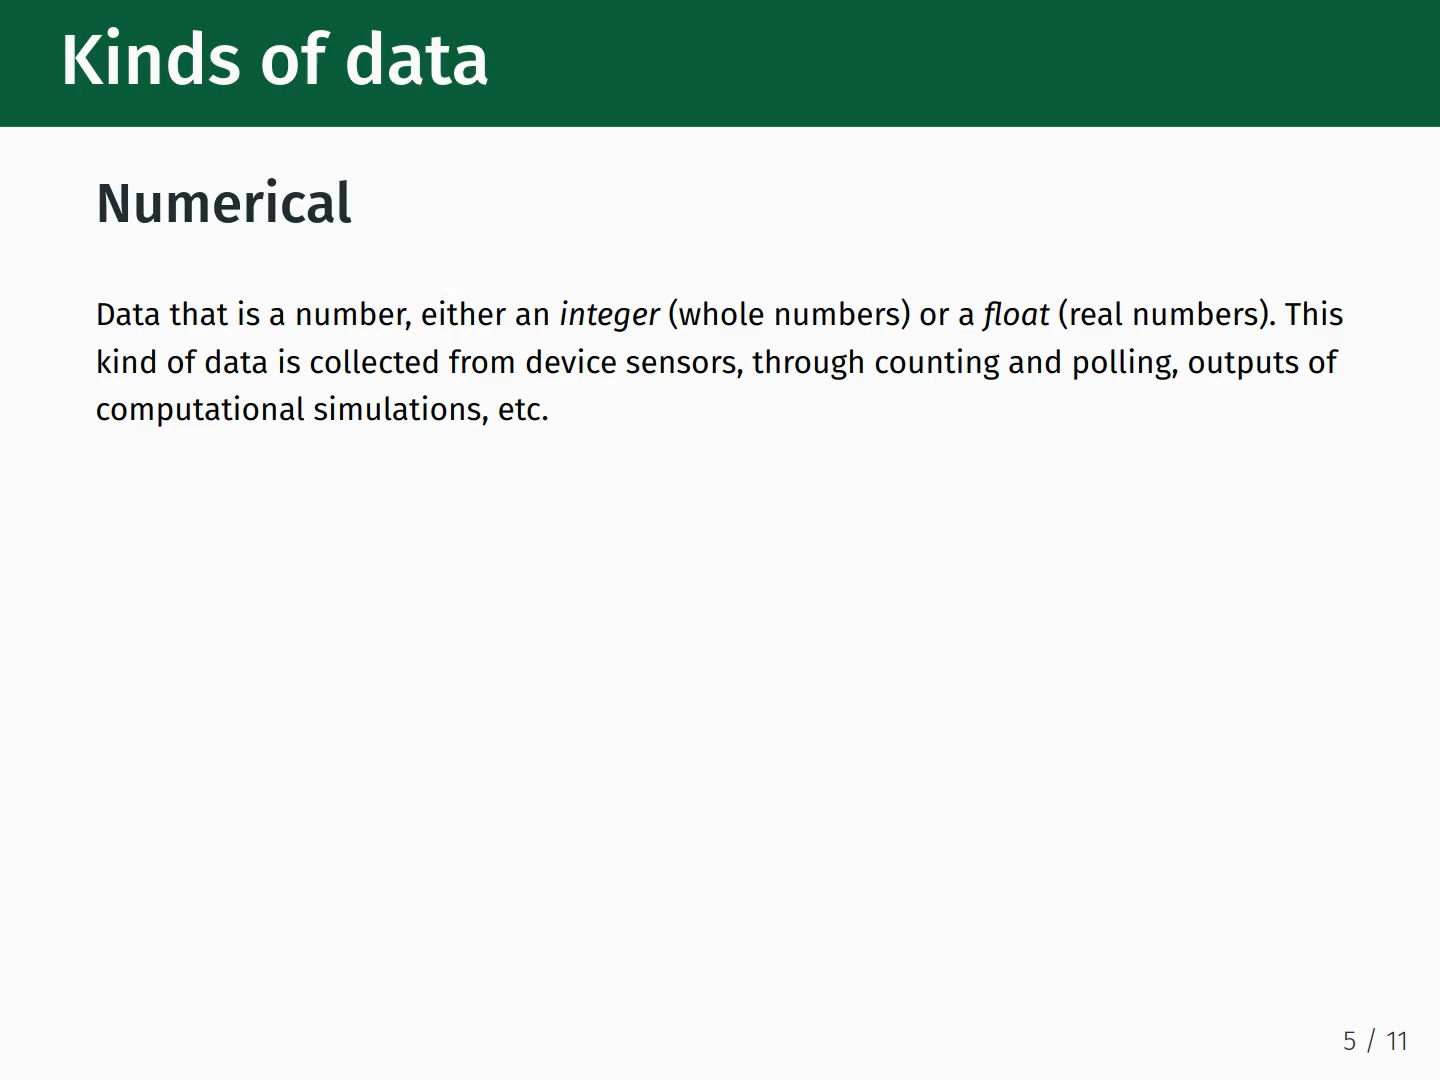 Kinds of data
Numerical
Data that is a number, either an integer (whole numbers) or a float (real numbers). This
kind of data is collected from device sensors, through counting and polling, outputs of
computational simulations, etc.
5 / 11